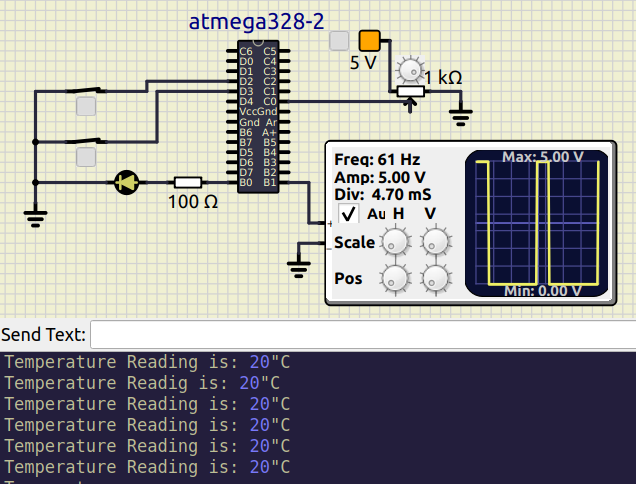 atmega328-2
C6 C5
D0 C4
D1 C3
D2 C2
D3 C1
D4 C0
Vcc Gnd
Gnd Ar
B6 A+
B7 B5
D5 B4
D6 B3
D7 B2
B0 B1
5 V
1 kΩ
100 Ω
Freq: 61 Hz
Amp: 5.00 V
Div: 4.70 mS
Au H V
Scale
Pos
+
-
Max: 5.00 V
Min: 0.00 V
Send Text:
Temperature Reading is: 20"C
Temperature Readig is: 20"C
Temperature Reading is: 20"C
Temperature Reading is: 20"C
Temperature Reading is: 20"C
Temperature Reading is: 20"C